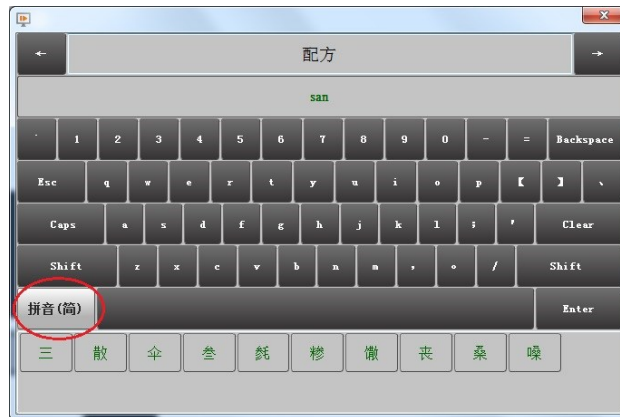 ← 配方 →
san
` 1 2 3 4 5 6 7 8 9 0 - = Backspace
Esc q w e r t y u i o p 【 】 、
Caps a s d f g h j k l ; ' Clear
Shift z x c v b n m , 。 / Shift
拼音(简) Enter
三 散 伞 叁 毵 糁 馓 丧 桑 嗓